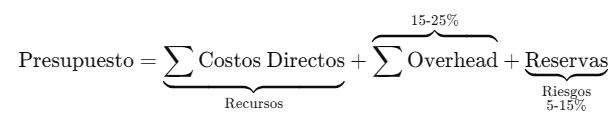 15-25%
Presupuesto = ∑ Costos Directos + ∑ Overhead + Reservas
Recursos
Riesgos
5-15%